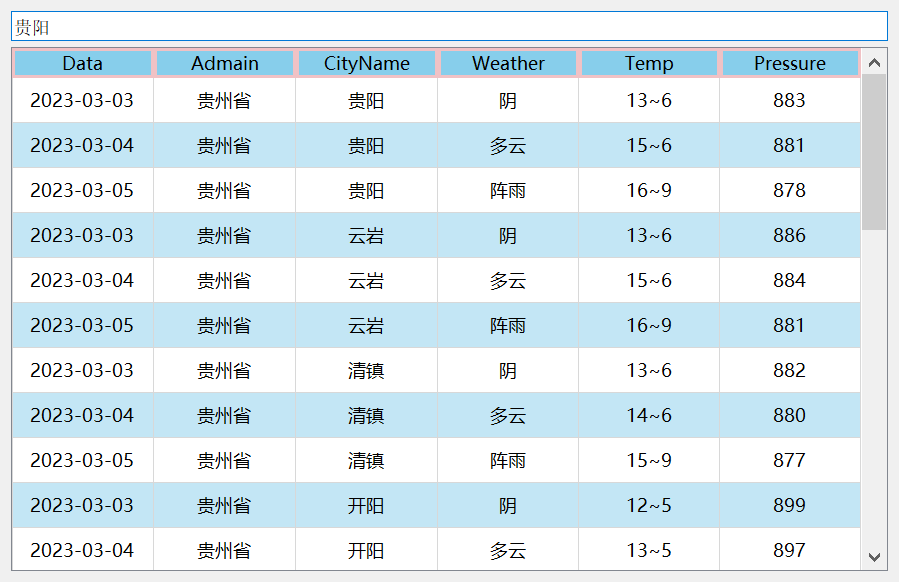 贵阳
Data Admain CityName Weather Temp Pressure
2023-03-03 贵州省 贵阳 阴 13~6 883
2023-03-04 贵州省 贵阳 多云 15~6 881
2023-03-05 贵州省 贵阳 阵雨 16~9 878
2023-03-03 贵州省 云岩 阴 13~6 886
2023-03-04 贵州省 云岩 多云 15~6 884
2023-03-05 贵州省 云岩 阵雨 16~9 881
2023-03-03 贵州省 清镇 阴 13~6 882
2023-03-04 贵州省 清镇 多云 14~6 880
2023-03-05 贵州省 清镇 阵雨 15~9 877
2023-03-03 贵州省 开阳 阴 12~5 899
2023-03-04 贵州省 开阳 多云 13~5 897